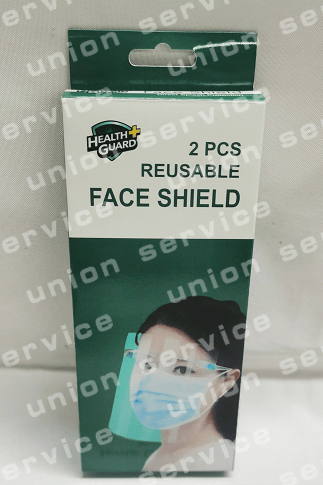 HEALTH+
GUARD
2 PCS
REUSABLE
FACE SHIELD
union service